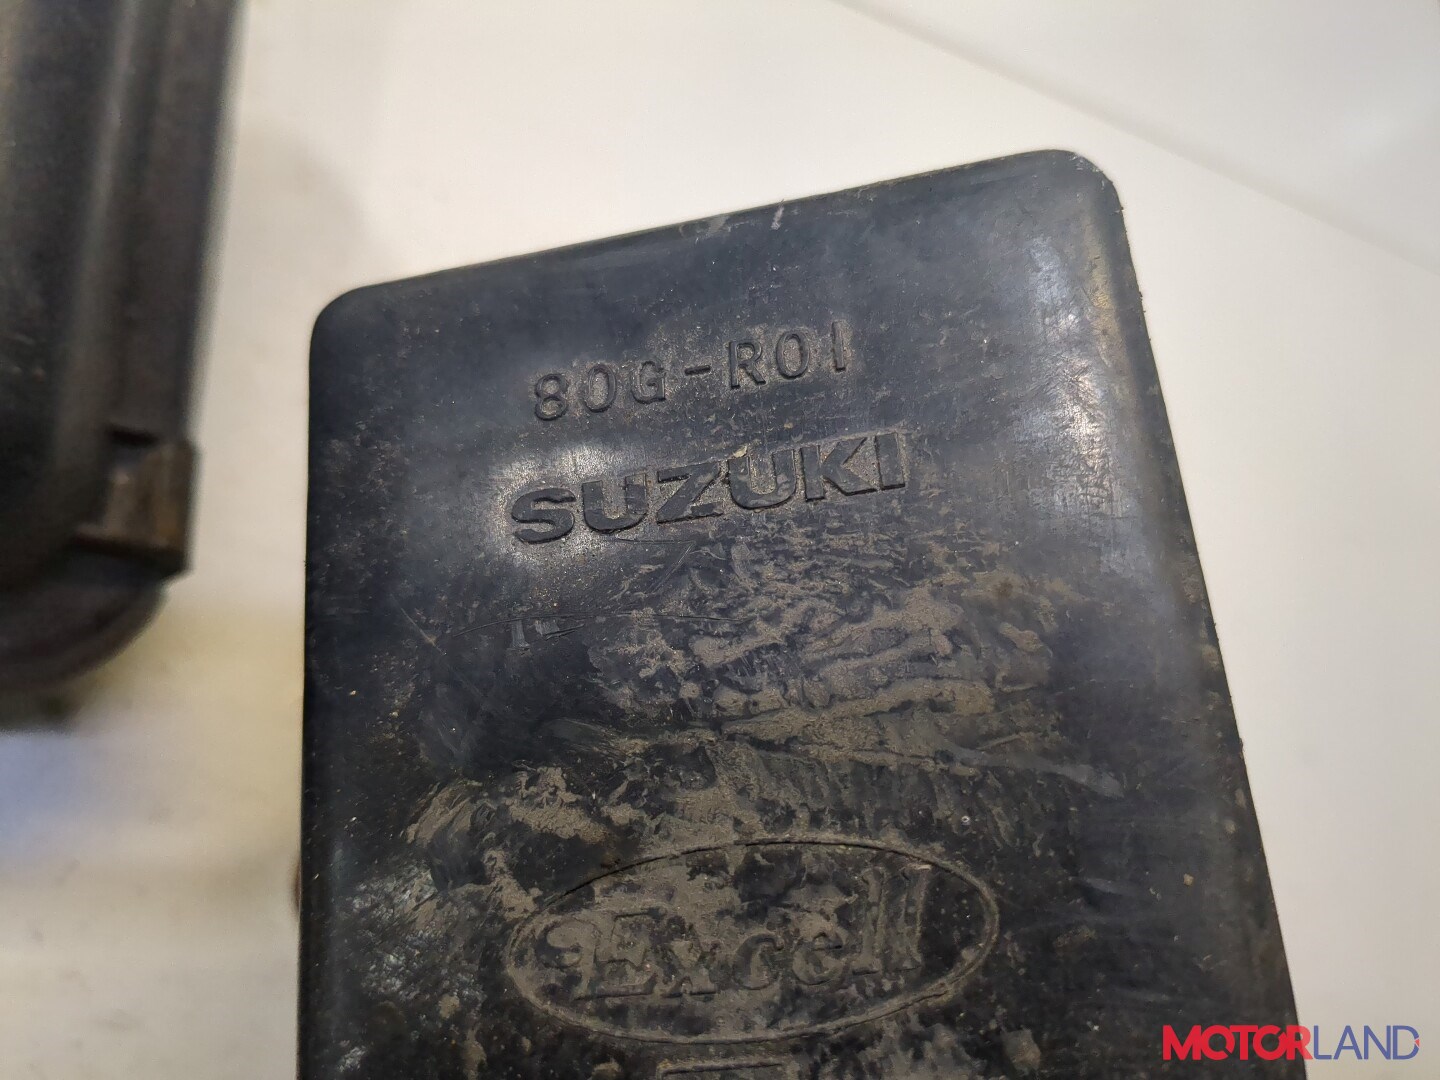 80G-R01
SUZUKI
Excell
MOTORLAND